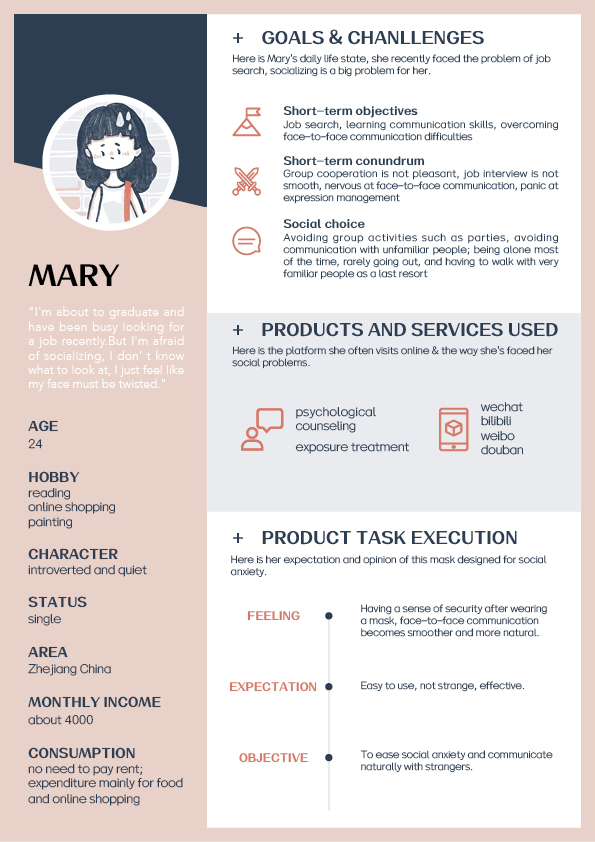 MARY
"I'm about to graduate and
have been busy looking for
a job recently.But I'm afraid
of socializing, I don' t know
what to look at, I just feel like
my face must be twisted."
AGE
24
HOBBY
reading
online shopping
painting
CHARACTER
introverted and quiet
STATUS
single
AREA
Zhejiang China
MONTHLY INCOME
about 4000
CONSUMPTION
no need to pay rent;
expenditure mainly for food
and online shopping
+ GOALS & CHANLLENGES
Here is Mary's daily life state, she recently faced the problem of job
search, socializing is a big problem for her.
Short-term objectives
Job search, learning communication skills, overcoming
face-to-face communication difficulties
Short-term conundrum
Group cooperation is not pleasant, job interview is not
smooth, nervous at face-to-face communication, panic at
expression management
Social choice
Avoiding group activities such as parties, avoiding
communication with unfamiliar people; being alone most
of the time, rarely going out, and having to walk with very
familiar people as a last resort
+ PRODUCTS AND SERVICES USED
Here is the platform she often visits online & the way she's faced her
social problems.
psychological
counseling
exposure treatment
wechat
bilibili
weibo
douban
+ PRODUCT TASK EXECUTION
Here is her expectation and opinion of this mask designed for social
anxiety.
FEELING
Having a sense of security after wearing
a mask, face-to-face communication
becomes smoother and more natural.
EXPECTATION
Easy to use, not strange, effective.
OBJECTIVE
To ease social anxiety and communicate
naturally with strangers.